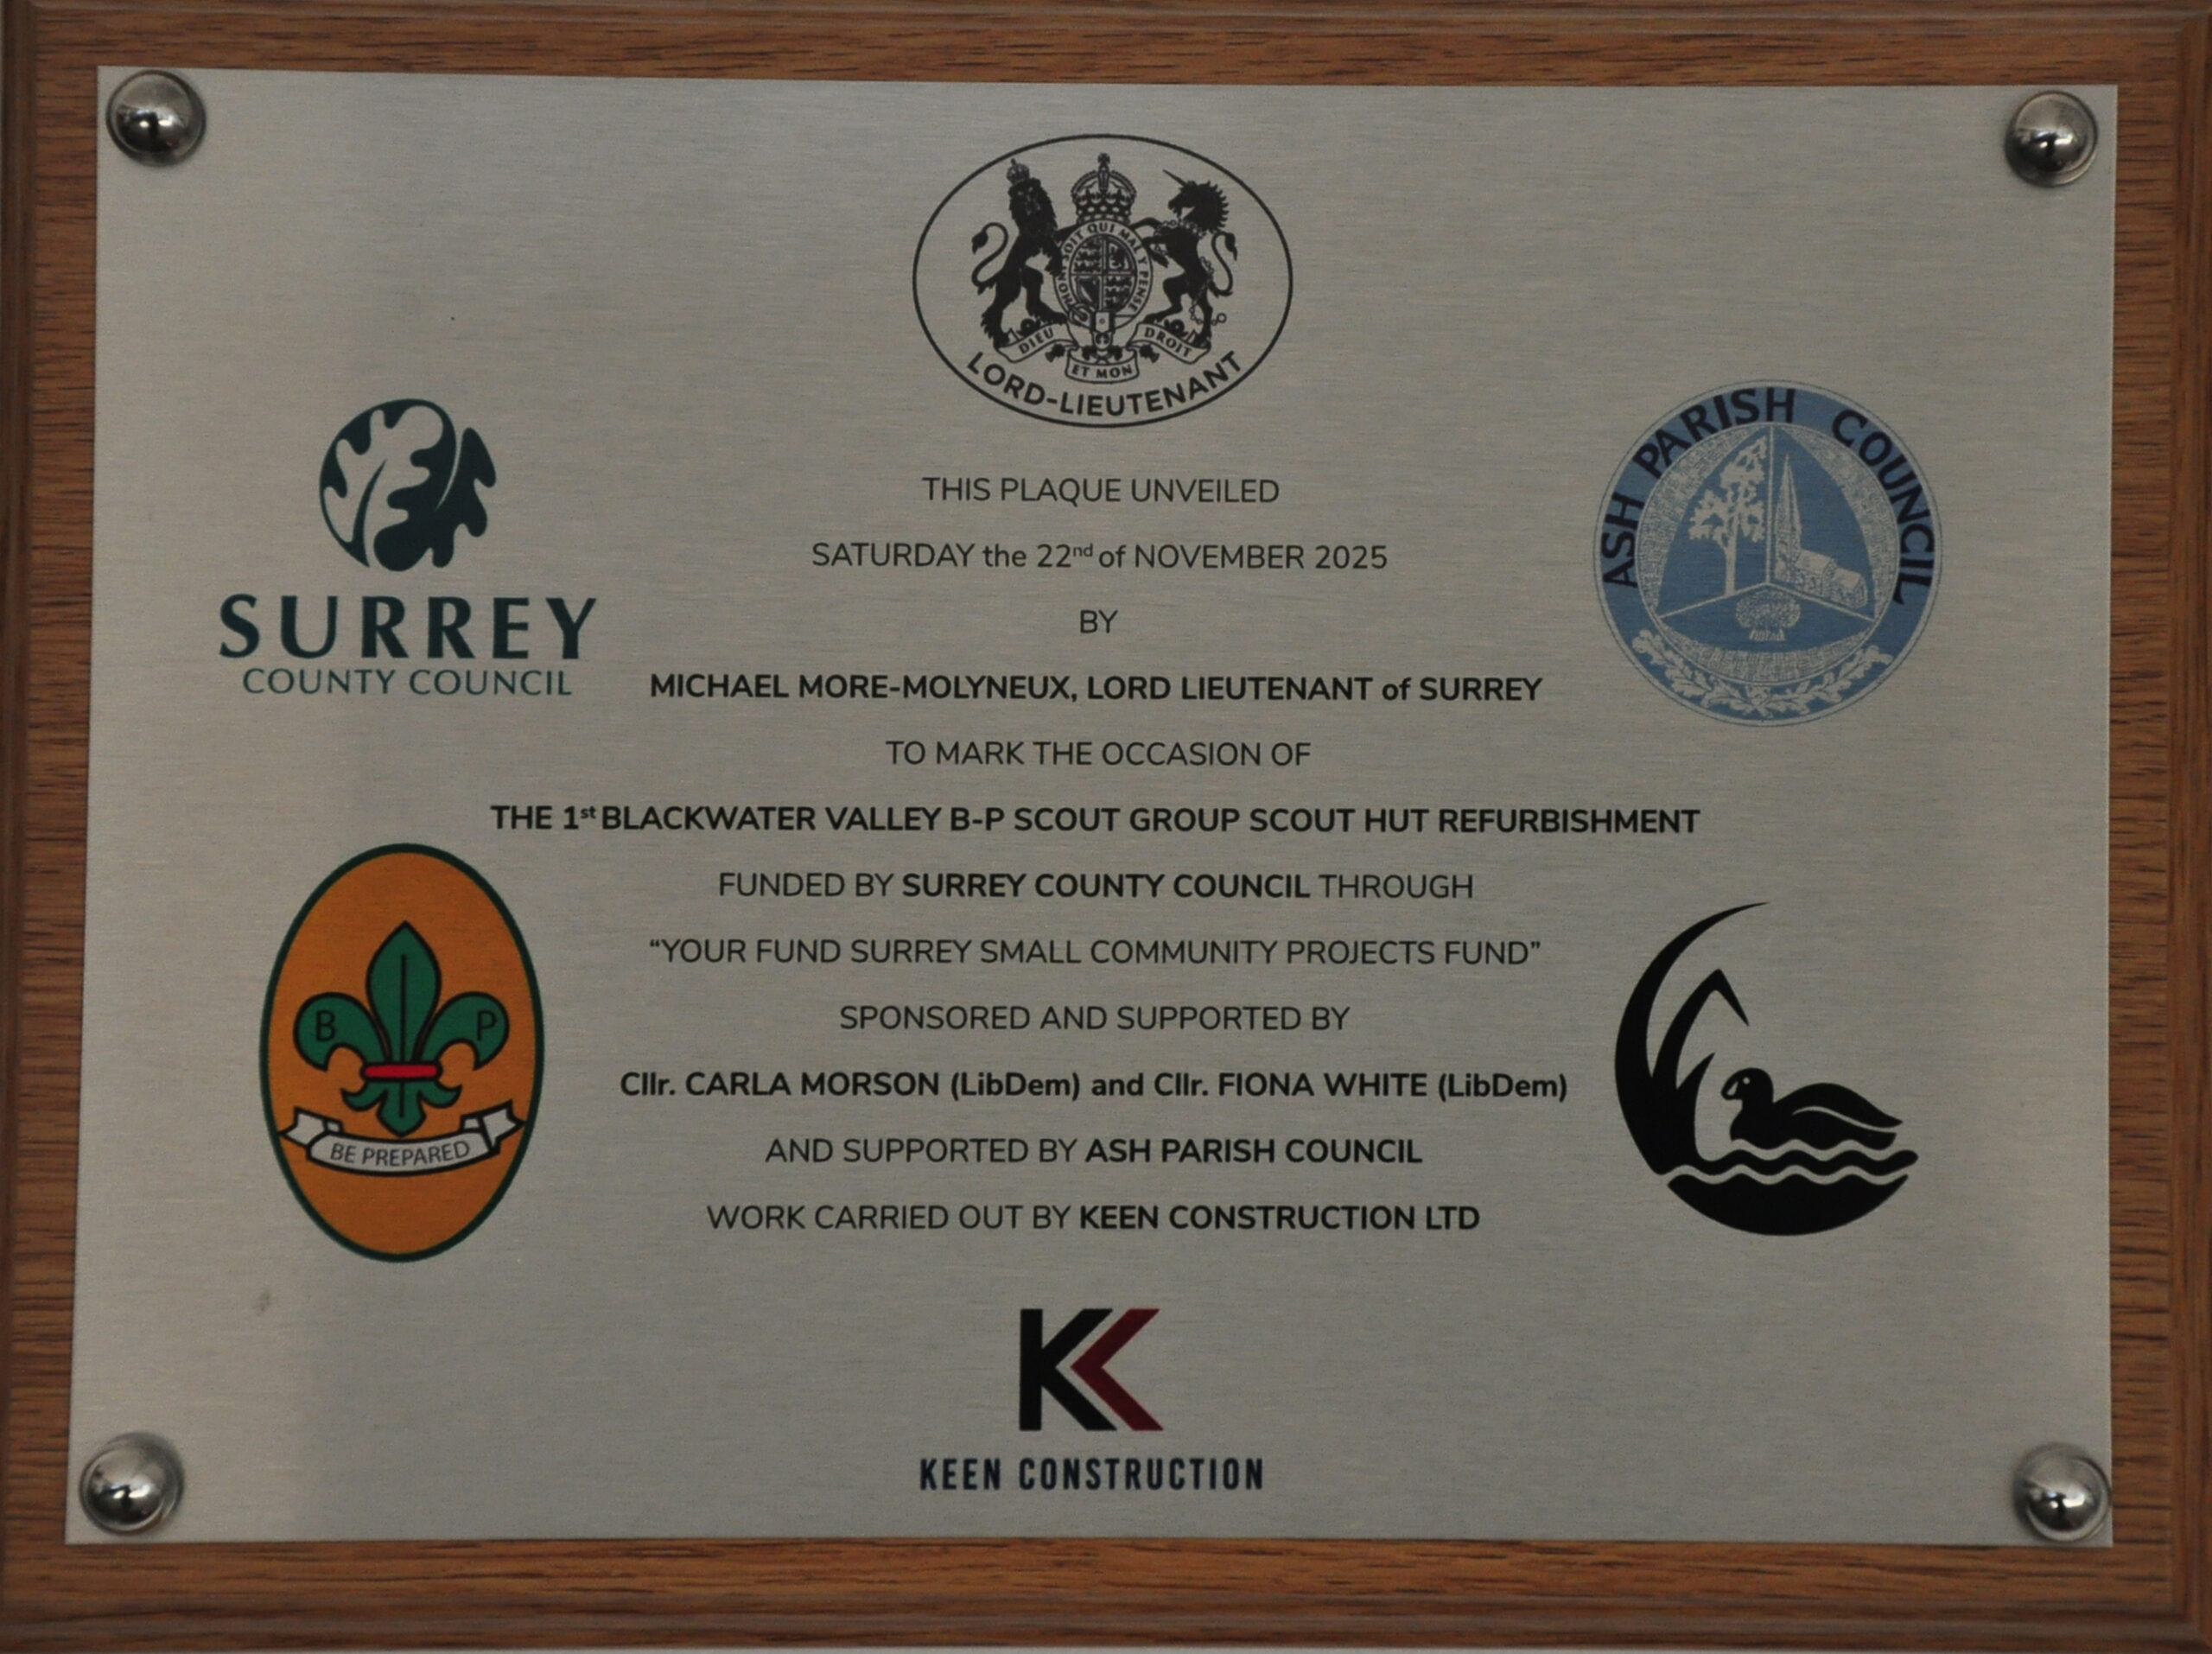 HONI SOIT QUI MAL Y PENSE
DIEU ET MON DROIT
LORD-LIEUTENANT
SURREY
COUNTY COUNCIL
ASH PARISH COUNCIL
THIS PLAQUE UNVEILED
SATURDAY the 22nd of NOVEMBER 2025
BY
MICHAEL MORE-MOLYNEUX, LORD LIEUTENANT of SURREY
TO MARK THE OCCASION OF
THE 1st BLACKWATER VALLEY B-P SCOUT GROUP SCOUT HUT REFURBISHMENT
FUNDED BY SURREY COUNTY COUNCIL THROUGH
“YOUR FUND SURREY SMALL COMMUNITY PROJECTS FUND”
SPONSORED AND SUPPORTED BY
Cllr. CARLA MORSON (LibDem) and Cllr. FIONA WHITE (LibDem)
AND SUPPORTED BY ASH PARISH COUNCIL
WORK CARRIED OUT BY KEEN CONSTRUCTION LTD
B P
BE PREPARED
KEEN CONSTRUCTION